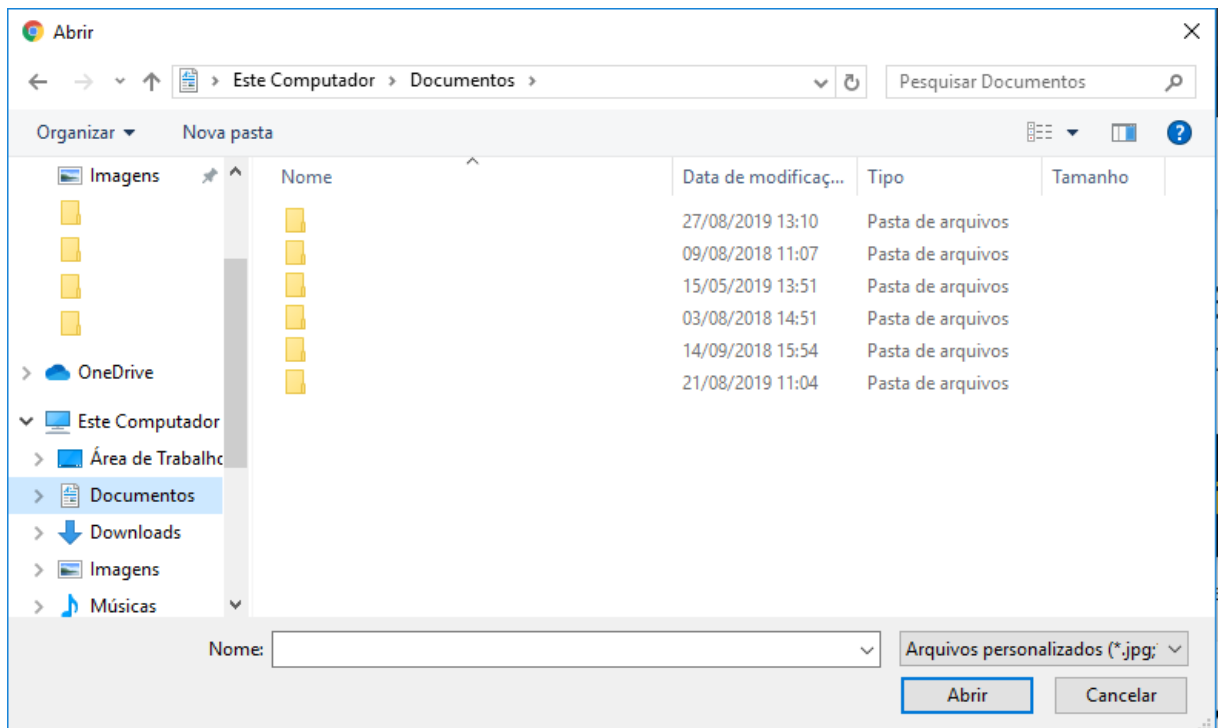 Abrir
Este Computador > Documentos >
Pesquisar Documentos
Organizar Nova pasta
Imagens
Nome Data de modificaç... Tipo Tamanho
27/08/2019 13:10 Pasta de arquivos
09/08/2018 11:07 Pasta de arquivos
15/05/2019 13:51 Pasta de arquivos
03/08/2018 14:51 Pasta de arquivos
14/09/2018 15:54 Pasta de arquivos
21/08/2019 11:04 Pasta de arquivos
OneDrive
Este Computador
Área de Trabalho
Documentos
Downloads
Imagens
Músicas
Nome:
Arquivos personalizados (*.jpg;
Abrir Cancelar